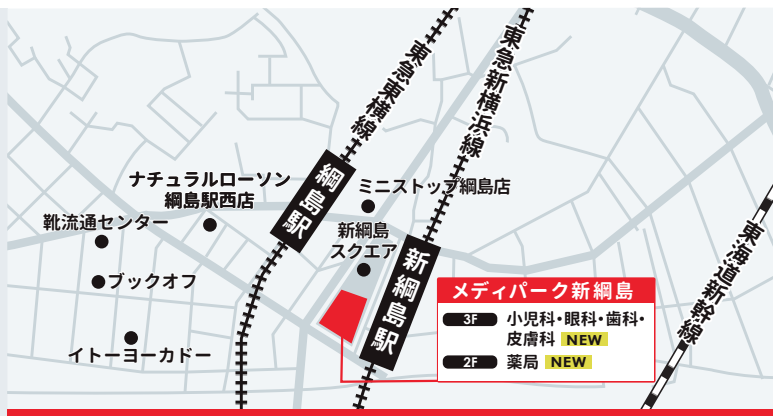 東急東横線
東急新横浜線
ナチュラルローソン
綱島駅西店
綱島駅
ミニストップ綱島店
靴流通センター
新綱島
スクエア
新綱島駅
東海道新幹線
ブックオフ
メディパーク新綱島
3F 小児科・眼科・歯科・
皮膚科 NEW
2F 薬局 NEW
イトーヨーカドー